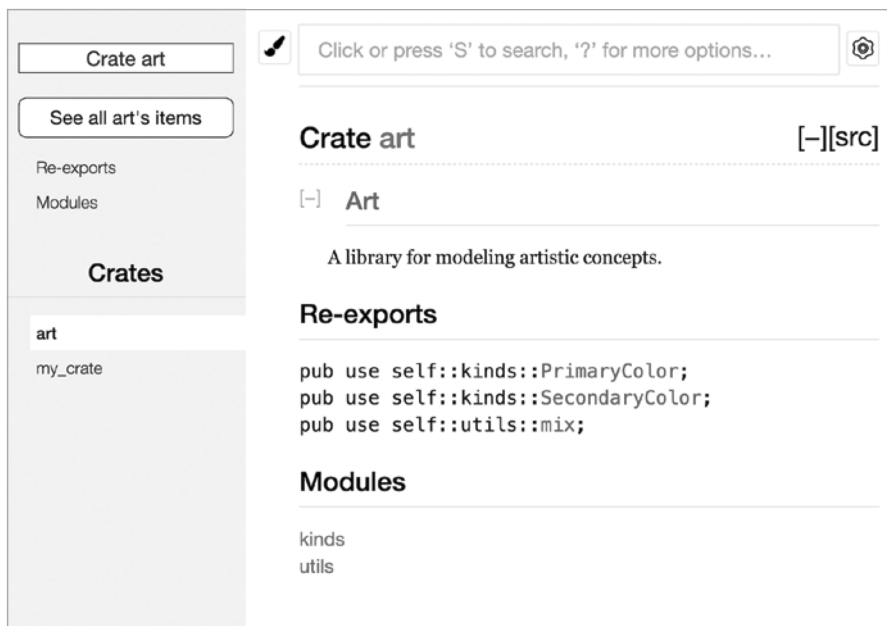 Crate art
See all art's items
Re-exports
Modules
Crates
art
my_crate
Click or press ‘S’ to search, ‘?’ for more options…
Crate art
[–][src]
[–] Art
A library for modeling artistic concepts.
Re-exports
pub use self::kinds::PrimaryColor;
pub use self::kinds::SecondaryColor;
pub use self::utils::mix;
Modules
kinds
utils